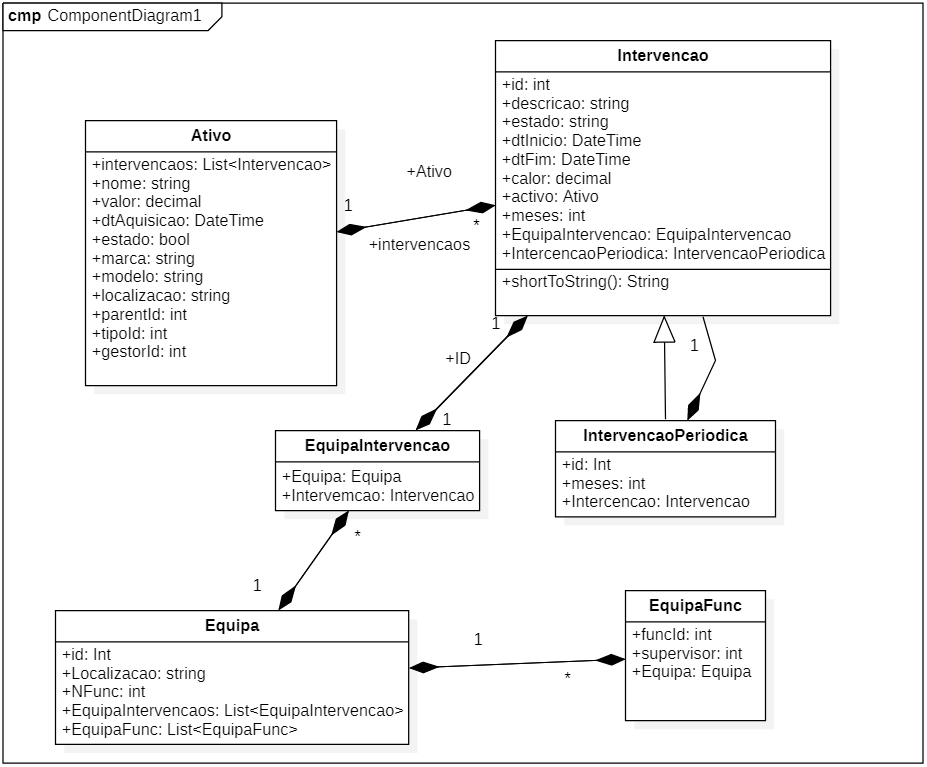 cmp ComponentDiagram1
Intervencao
+id: int
+descricao: string
+estado: string
+dtInicio: DateTime
+dtFim: DateTime
+calor: decimal
+activo: Ativo
+meses: int
+EquipaIntervencao: EquipaIntervencao
+IntercencaoPeriodica: IntervencaoPeriodica
+shortToString(): String
Ativo
+intervencaos: List<Intervencao>
+nome: string
+valor: decimal
+dtAquisicao: DateTime
+estado: bool
+marca: string
+modelo: string
+localizacao: string
+parentId: int
+tipoId: int
+gestorId: int
+Ativo
1
*
+intervencaos
1
+ID
1
1
EquipaIntervencao
+Equipa: Equipa
+Intervemcao: Intervencao
IntervencaoPeriodica
+id: Int
+meses: int
+Intercencao: Intervencao
*
1
Equipa
+id: Int
+Localizacao: string
+NFunc: int
+EquipaIntervencaos: List<EquipaIntervencao>
+EquipaFunc: List<EquipaFunc>
1
*
EquipaFunc
+funcId: int
+supervisor: int
+Equipa: Equipa